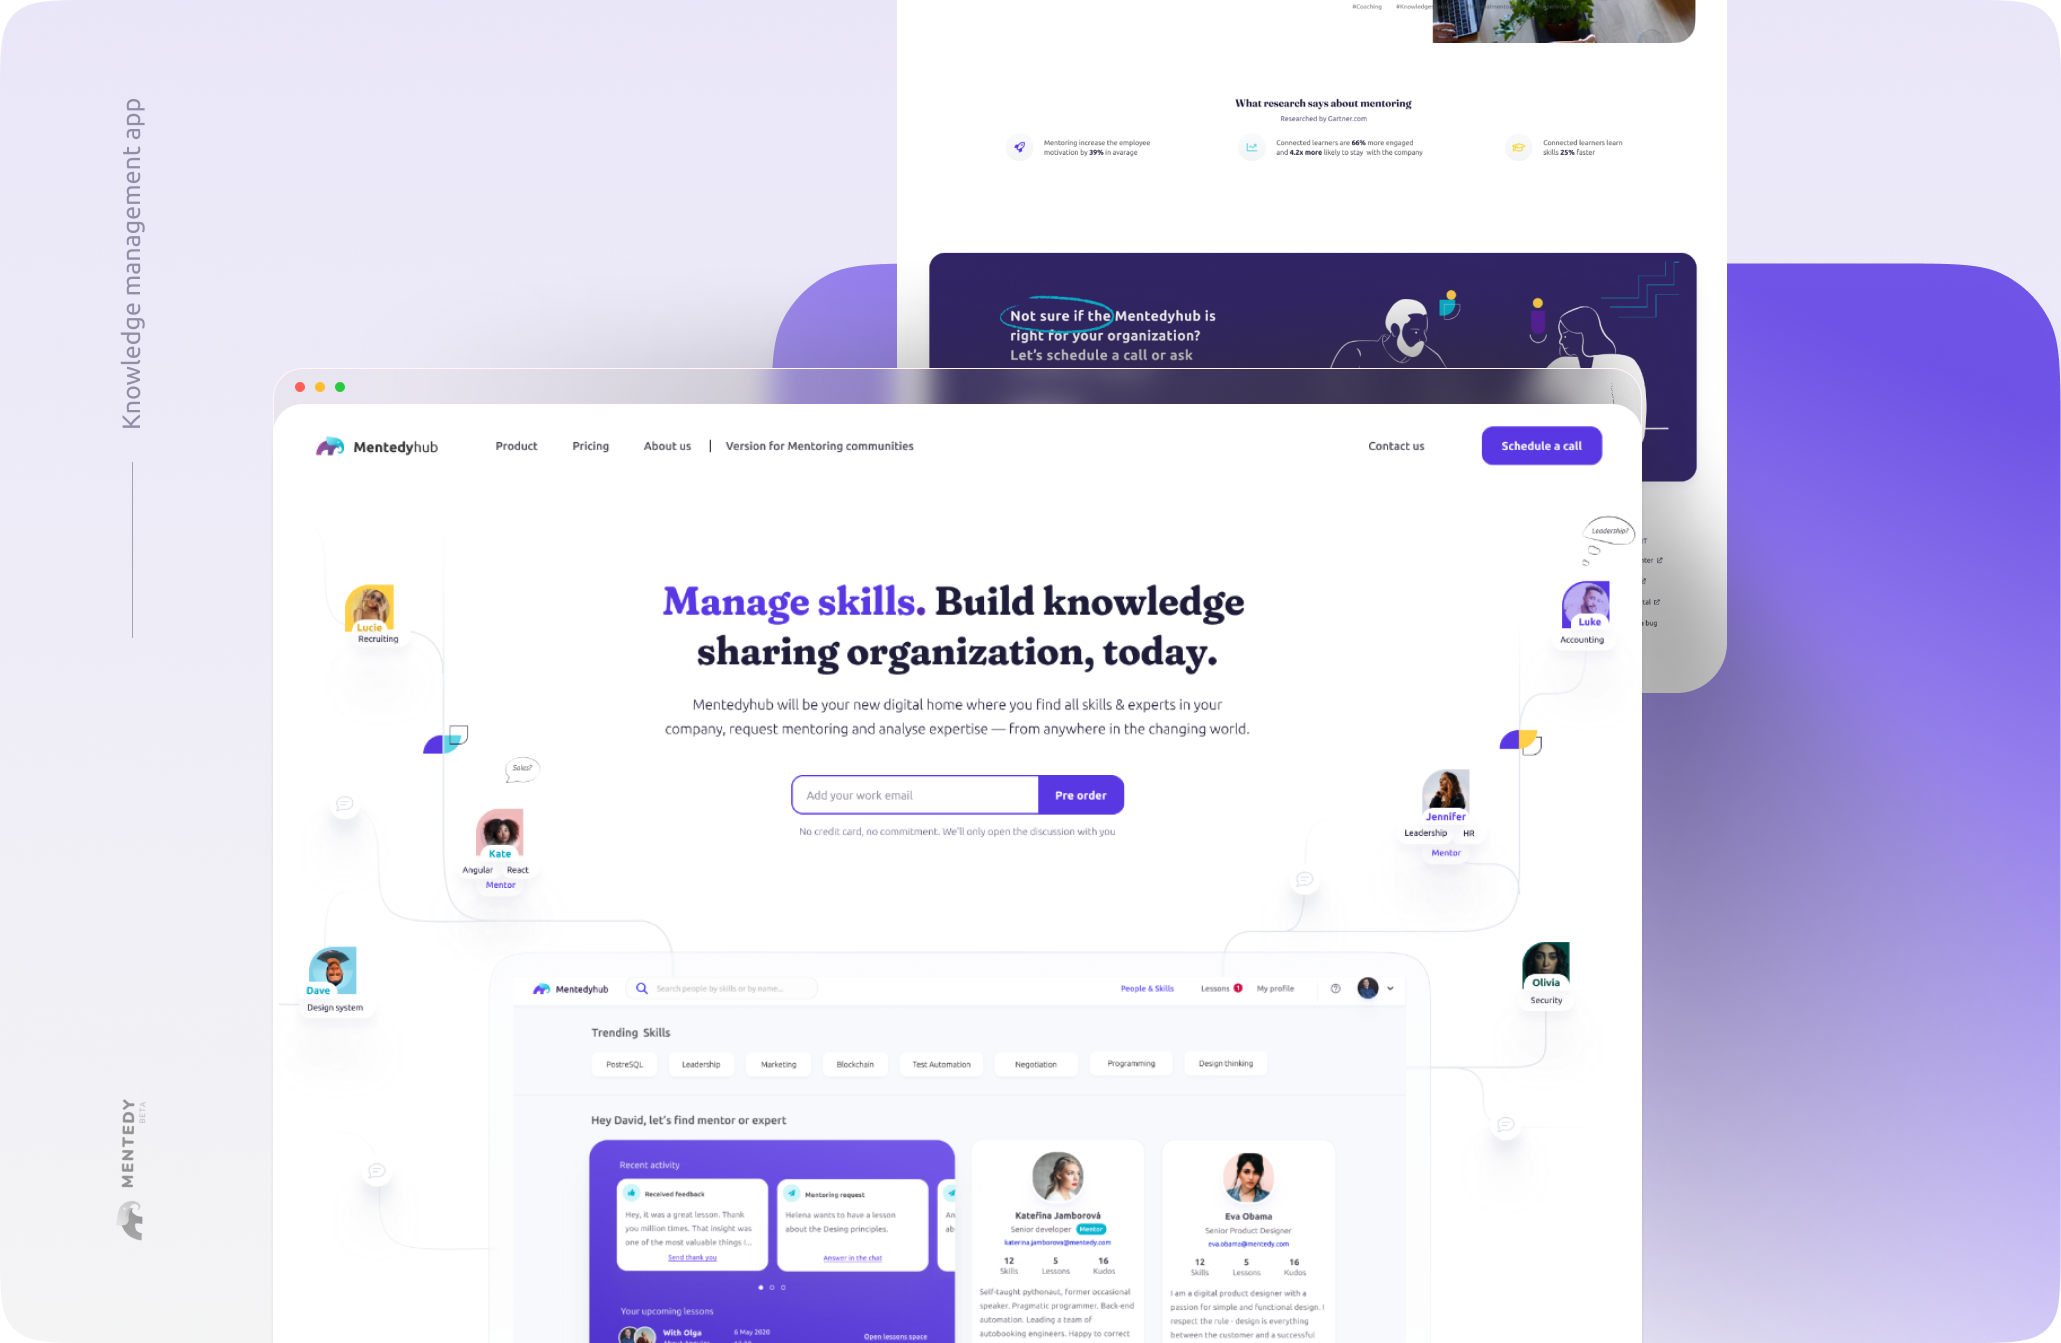 Knowledge management app
MENTEDY
BETA
#Coaching
What research says about mentoring
Researched by Gartner.com
Mentoring increase the employee
motivation by 39% in avarage
Connected learners are 66% more engaged
and 4.2x more likely to stay with the company
Connected learners learn
skills 25% faster
Not sure if the Mentedyhub is
right for your organization?
Let's schedule a call or ask
Mentedyhub
Product
Pricing
About us
Version for Mentoring communities
Contact us
Schedule a call
Manage skills. Build knowledge
sharing organization, today.
Mentedyhub will be your new digital home where you find all skills & experts in your
company, request mentoring and analyse expertise — from anywhere in the changing world.
Add your work email
Pre order
No credit card, no commitment. We'll only open the discussion with you
Lucie
Recruiting
Sales?
Kate
Angular
React
Mentor
Dave
Design system
Leadership?
Luke
Accounting
Jennifer
Leadership
HR
Mentor
Olivia
Security
bug
Mentedyhub
Search people by skills or by name...
People & Skills
Lessons
1
My profile
Trending Skills
PostreSQL
Leadership
Marketing
Blockchain
Test Automation
Negotiation
Programming
Design thinking
Hey David, let's find mentor or expert
Recent activity
Received feedback
Hey, it was a great lesson. Thank
you million times. That insight was
one of the most valuable things I...
Send thank you
Mentoring request
Helena wants to have a lesson
about the Desing principles.
Answer in the chat
An
ab
Your upcoming lessons
With Olga
6 May 2020
Open lessons space
Kateřina Jamborová
Senior developer
Mentor
katerina.jamborova@mentedy.com
12
5
16
Skills
Lessons
Kudos
Self-taught pythonaut, former occasional
speaker. Pragmatic programmer. Back-end
automation. Leading a team of
autobooking engineers. Happy to correct
Eva Obama
Senior Product Designer
eva.obama@mentedy.com
12
5
16
Skills
Lessons
Kudos
I am a digital product designer with a
passion for simple and functional design. I
respect the rule - design is everything
between the customer and a successful